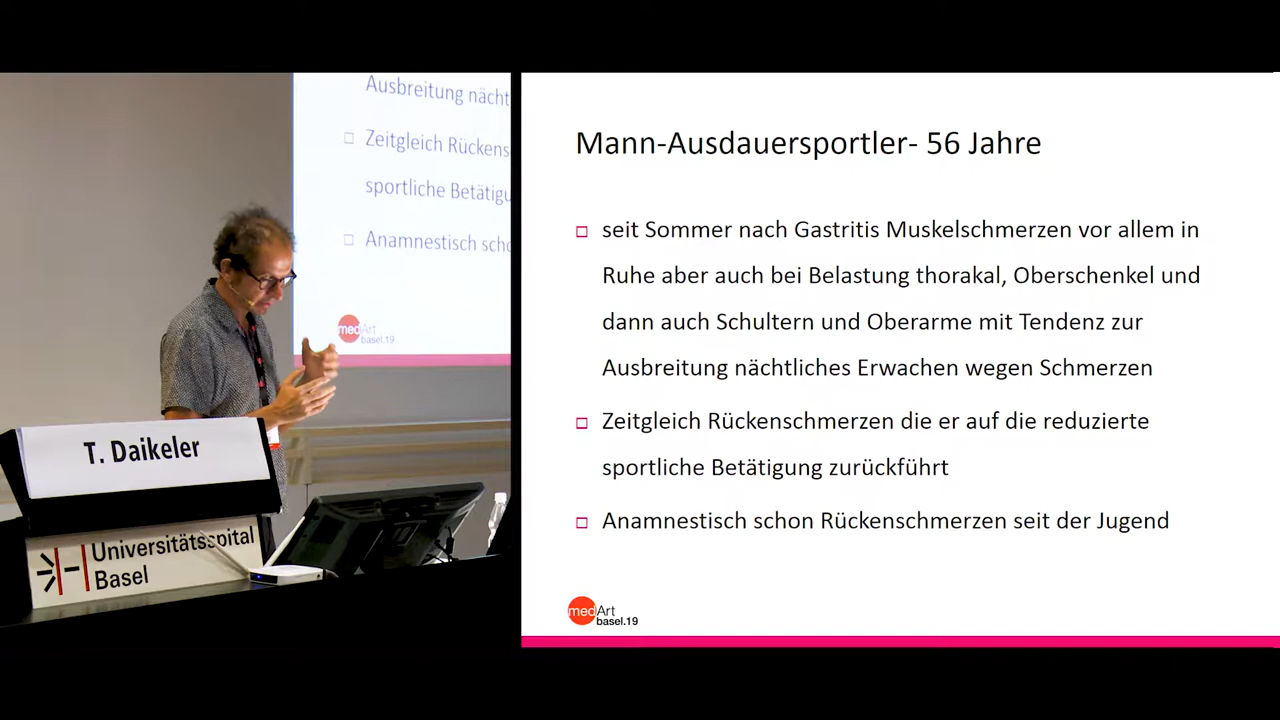 Ausbreitung nächt
□ Zeitgleich Rückens
sportliche Betätigu
□ Anamnestisch scho
medArt
basel.19
T. Daikeler
Universitätsspital
Basel
Mann-Ausdauersportler- 56 Jahre
□ seit Sommer nach Gastritis Muskelschmerzen vor allem in
Ruhe aber auch bei Belastung thorakal, Oberschenkel und
dann auch Schultern und Oberarme mit Tendenz zur
Ausbreitung nächtliches Erwachen wegen Schmerzen
□ Zeitgleich Rückenschmerzen die er auf die reduzierte
sportliche Betätigung zurückführt
□ Anamnestisch schon Rückenschmerzen seit der Jugend
medArt
basel.19